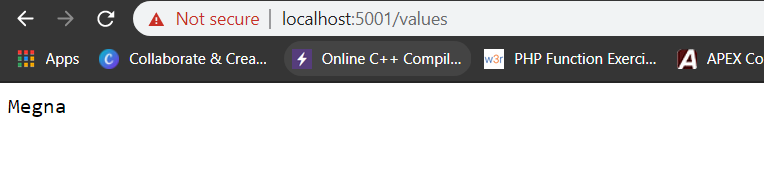 Not secure | localhost:5001/values
Apps Collaborate & Crea... Online C++ Compil... w3r PHP Function Exerci... A APEX Co
Megna